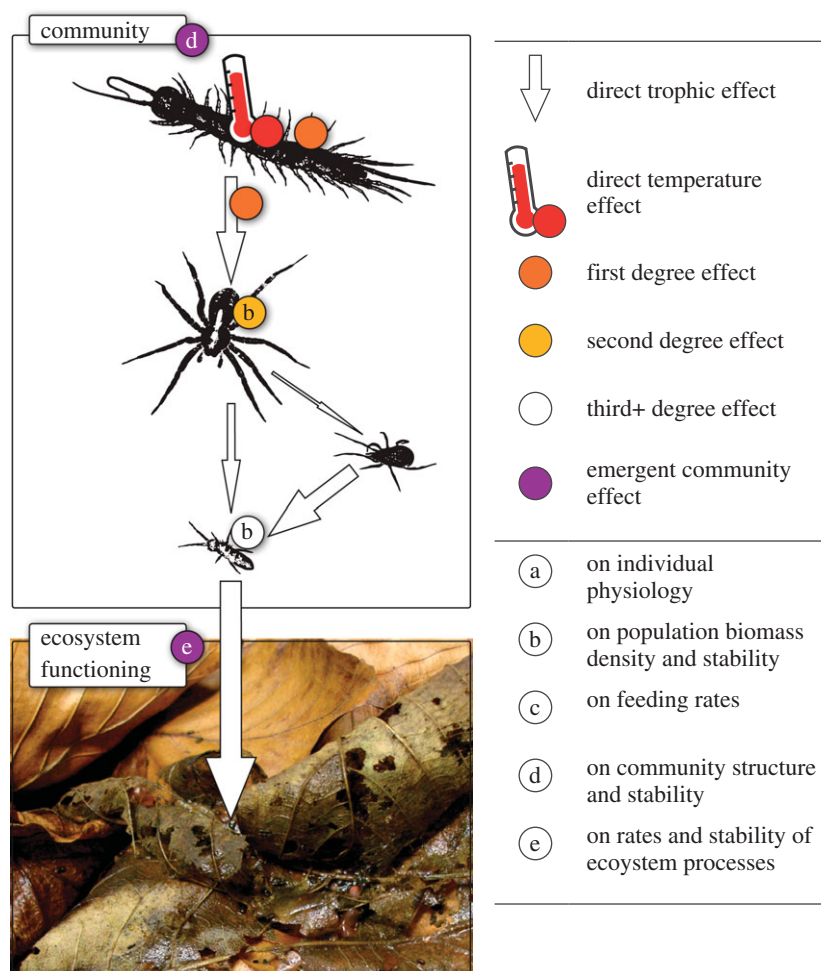 community
d
b
b
ecosystem
functioning
e
direct trophic effect
direct temperature
effect
first degree effect
second degree effect
third+ degree effect
emergent community
effect
a
on individual
physiology
b
on population biomass
density and stability
c
on feeding rates
d
on community structure
and stability
e
on rates and stability of
ecoystem processes